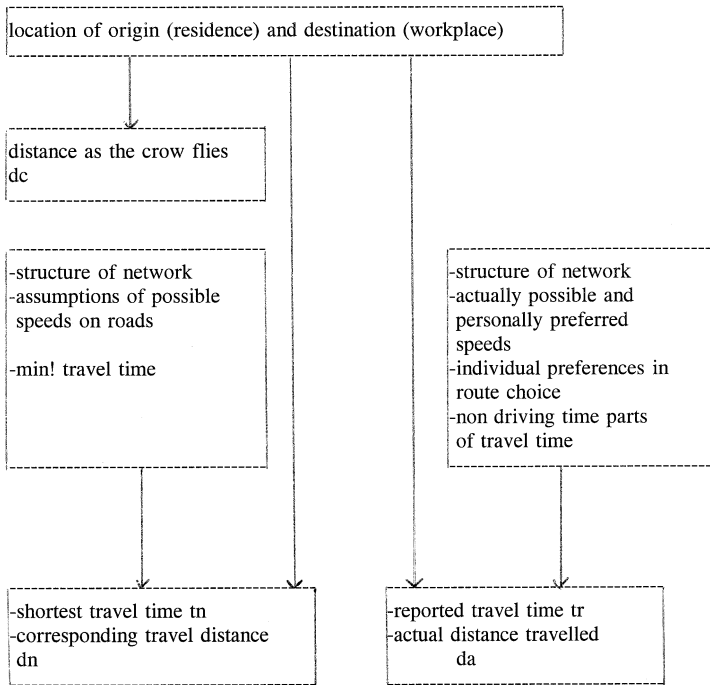 location of origin (residence) and destination (workplace)
distance as the crow flies
dc
-structure of network
-assumptions of possible
speeds on roads
-min! travel time
-structure of network
-actually possible and
personally preferred
speeds
-individual preferences in
route choice
-non driving time parts
of travel time
-shortest travel time tn
-corresponding travel distance
dn
-reported travel time tr
-actual distance travelled
da